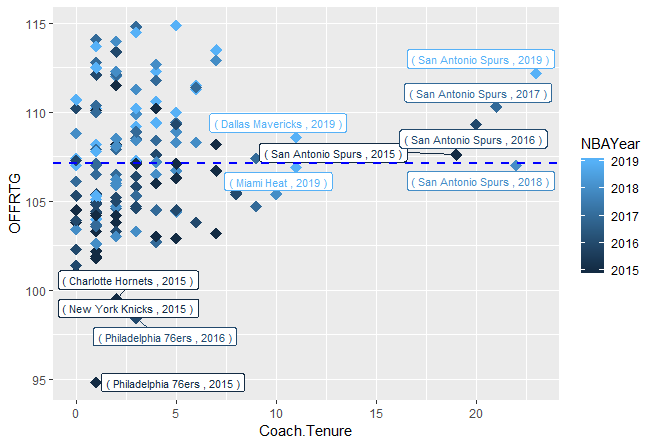 115
110
105
100
95
OFFRTG
( San Antonio Spurs , 2019 )
( San Antonio Spurs , 2017 )
( Dallas Mavericks , 2019 )
( San Antonio Spurs , 2016 )
( San Antonio Spurs , 2015 )
( Miami Heat , 2019 )
( San Antonio Spurs , 2018 )
( Charlotte Hornets , 2015 )
( New York Knicks , 2015 )
( Philadelphia 76ers , 2016 )
( Philadelphia 76ers , 2015 )
0 5 10 15 20
Coach.Tenure
NBAYear
2019
2018
2017
2016
2015